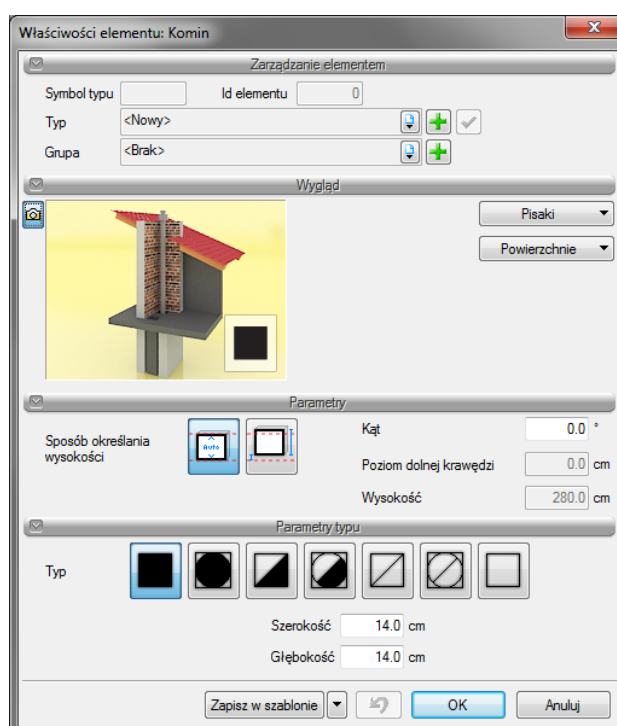 Właściwości elementu: Komin
Zarządzanie elementem
Symbol typu Id elementu 0
Typ <Nowy>
Grupa <Brak>
Wygląd
Pisaki
Powierzchnie
Parametry
Sposób określania
wysokości
Auto
Kąt 0.0 °
Poziom dolnej krawędzi 0.0 cm
Wysokość 280.0 cm
Parametry typu
Typ
Szerokość 14.0 cm
Głębokość 14.0 cm
Zapisz w szablonie OK Anuluj